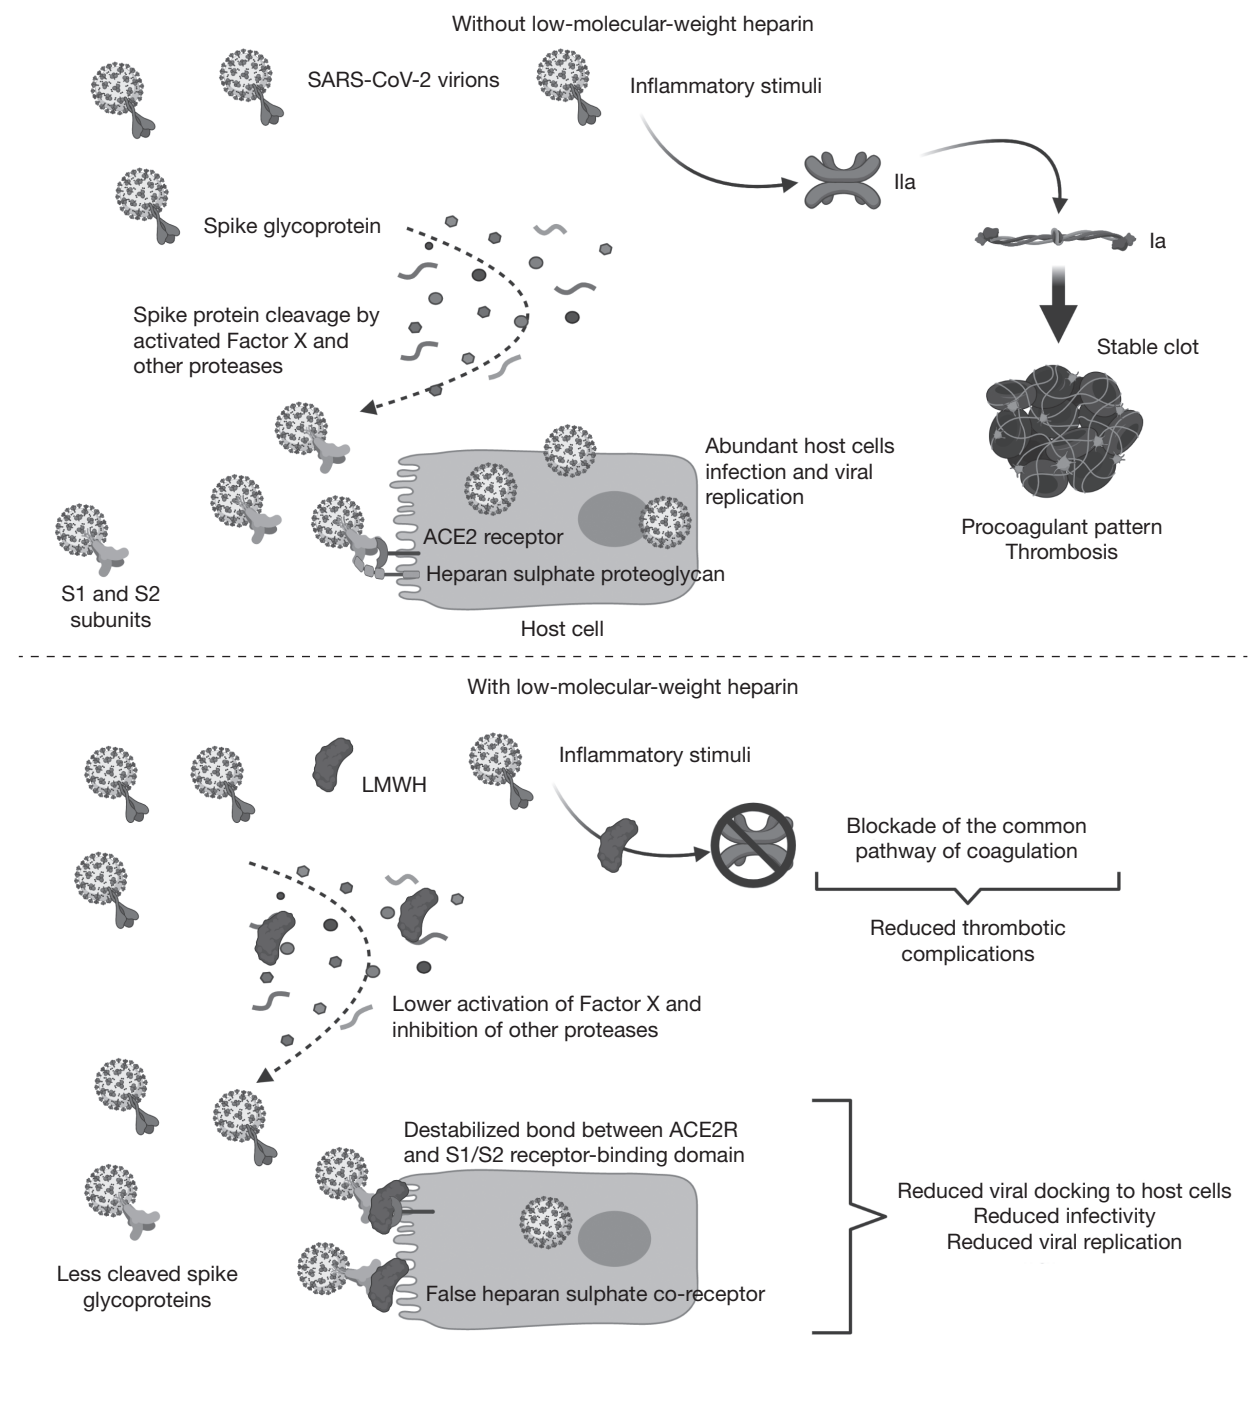 Without low-molecular-weight heparin
SARS-CoV-2 virions
Inflammatory stimuli
IIa
Spike glycoprotein
Ia
Spike protein cleavage by
activated Factor X and
other proteases
Stable clot
Abundant host cells
infection and viral
replication
Procoagulant pattern
Thrombosis
ACE2 receptor
Heparan sulphate proteoglycan
S1 and S2
subunits
Host cell
With low-molecular-weight heparin
Inflammatory stimuli
LMWH
Blockade of the common
pathway of coagulation
Reduced thrombotic
complications
Lower activation of Factor X and
inhibition of other proteases
Destabilized bond between ACE2R
and S1/S2 receptor-binding domain
Reduced viral docking to host cells
Reduced infectivity
Reduced viral replication
Less cleaved spike
glycoproteins
False heparan sulphate co-receptor